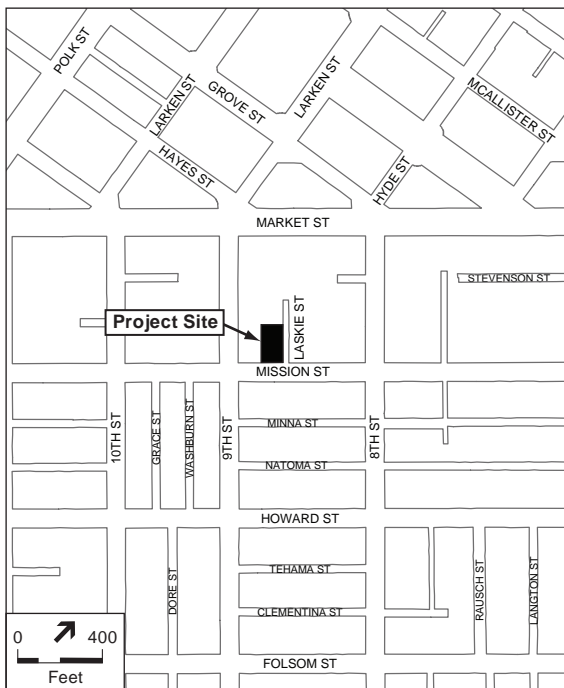 POLK ST
LARKEN ST
GROVE ST
LARKEN ST
MCALLISTER ST
HAYES ST
HYDE ST
MARKET ST
STEVENSON ST
Project Site
LASKIE ST
MISSION ST
10TH ST
GRACE ST
WASHBURN ST
9TH ST
MINNA ST
8TH ST
NATOMA ST
HOWARD ST
DORE ST
TEHAMA ST
RAUSCH ST
LANGTON ST
CLEMENTINA ST
FOLSOM ST
0 400
Feet